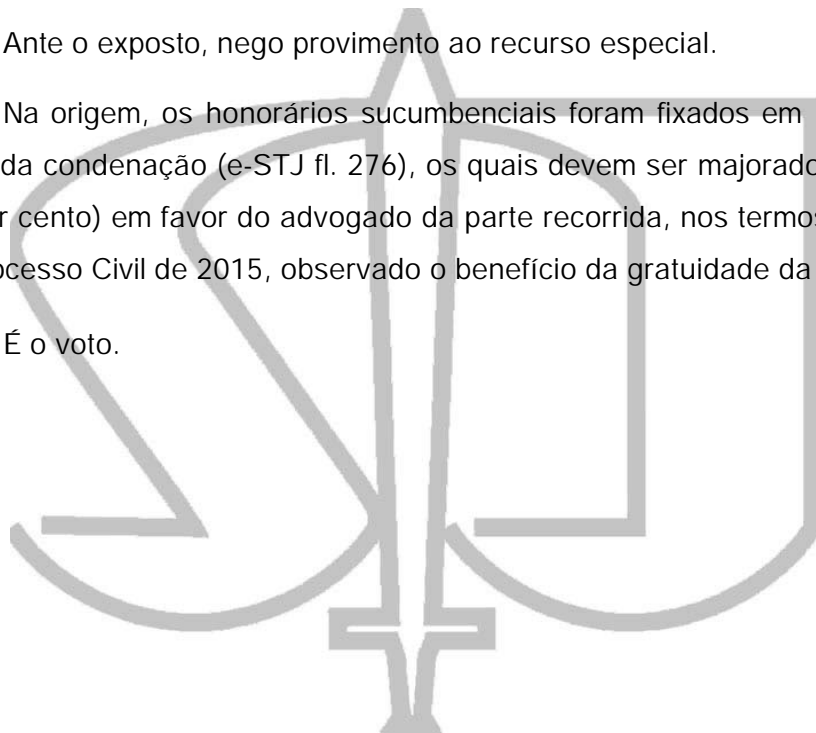 Ante o exposto, nego provimento ao recurso especial.
Na origem, os honorários sucumbenciais foram fixados em
da condenação (e-STJ fl. 276), os quais devem ser majorado
r cento) em favor do advogado da parte recorrida, nos termos
ocesso Civil de 2015, observado o benefício da gratuidade da
É o voto.